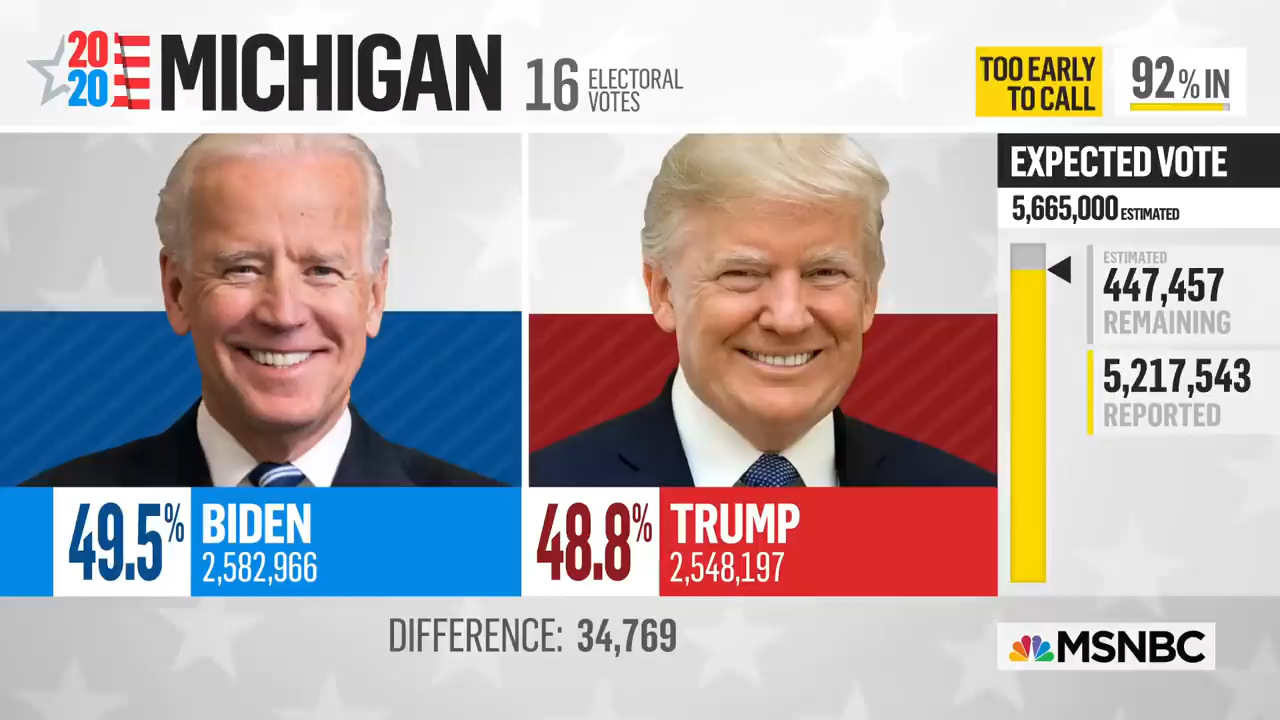 20
20
MICHIGAN
16
ELECTORAL
VOTES
TOO EARLY
TO CALL
92% IN
EXPECTED VOTE
5,665,000 ESTIMATED
ESTIMATED
447,457
REMAINING
5,217,543
REPORTED
49.5%
BIDEN
2,582,966
48.8%
TRUMP
2,548,197
DIFFERENCE: 34,769
MSNBC